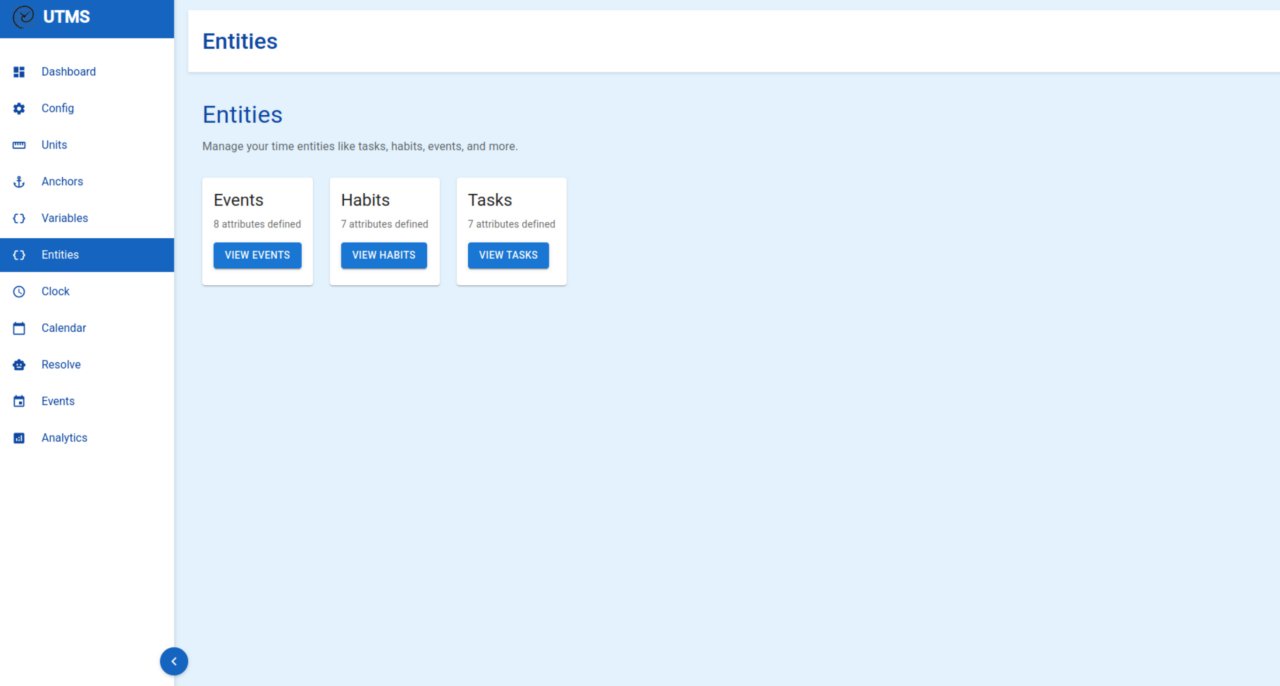 UTMS
Dashboard
Config
Units
Anchors
Variables
Entities
Clock
Calendar
Resolve
Events
Analytics
Entities
Entities
Manage your time entities like tasks, habits, events, and more.
Events
8 attributes defined
VIEW EVENTS
Habits
7 attributes defined
VIEW HABITS
Tasks
7 attributes defined
VIEW TASKS